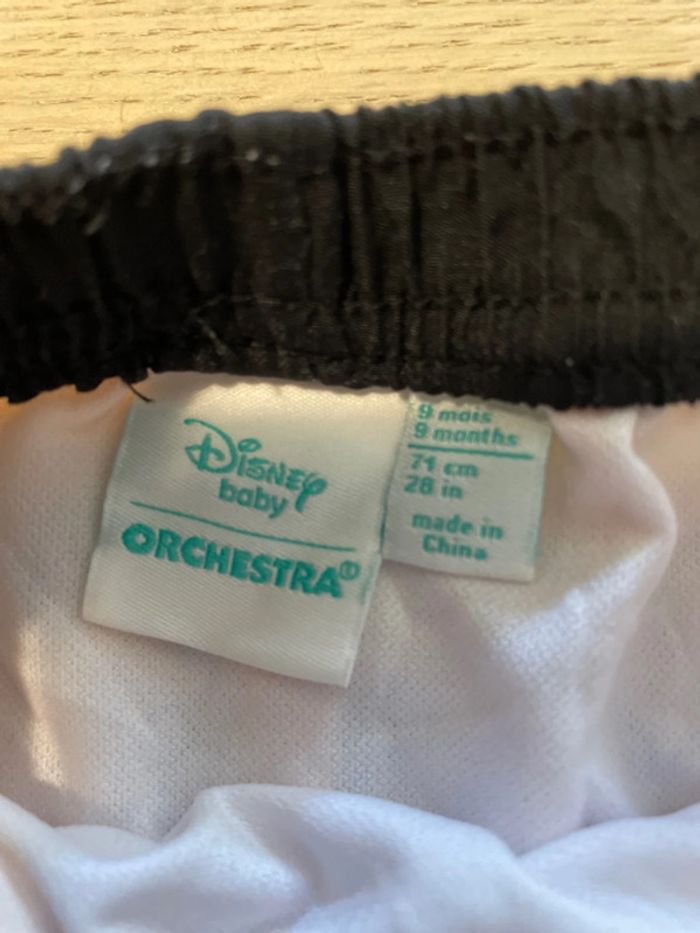 Disney
baby
ORCHESTRA®
9 mois
9 months
71 cm
28 in
made in
China